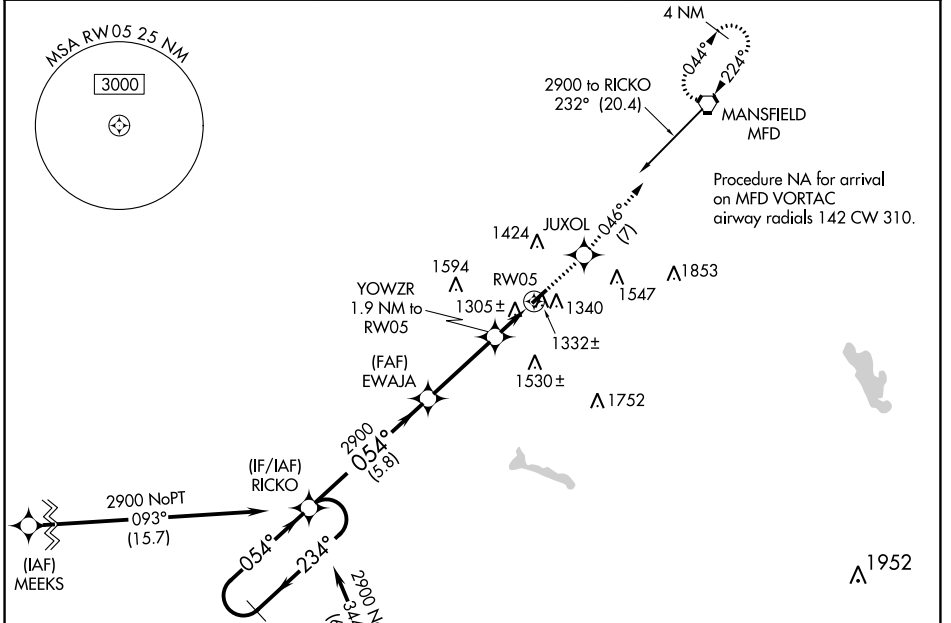 MSA RW05 25 NM
3000
4 NM
044°
224°
2900 to RICKO
232° (20.4)
MANSFIELD
MFD
Procedure NA for arrival
on MFD VORTAC
airway radials 142 CW 310.
046°
(7)
JUXOL
1424
1594
RW05
1853
1547
YOWZR
1.9 NM to
RW05
1305±
1340
1332±
1530±
1752
(FAF)
EWAJA
2900
054°
(5.8)
(IF/IAF)
RICKO
2900 NoPT
093°
(15.7)
(IAF)
MEEKS
054°
234°
2900 N
344
1952